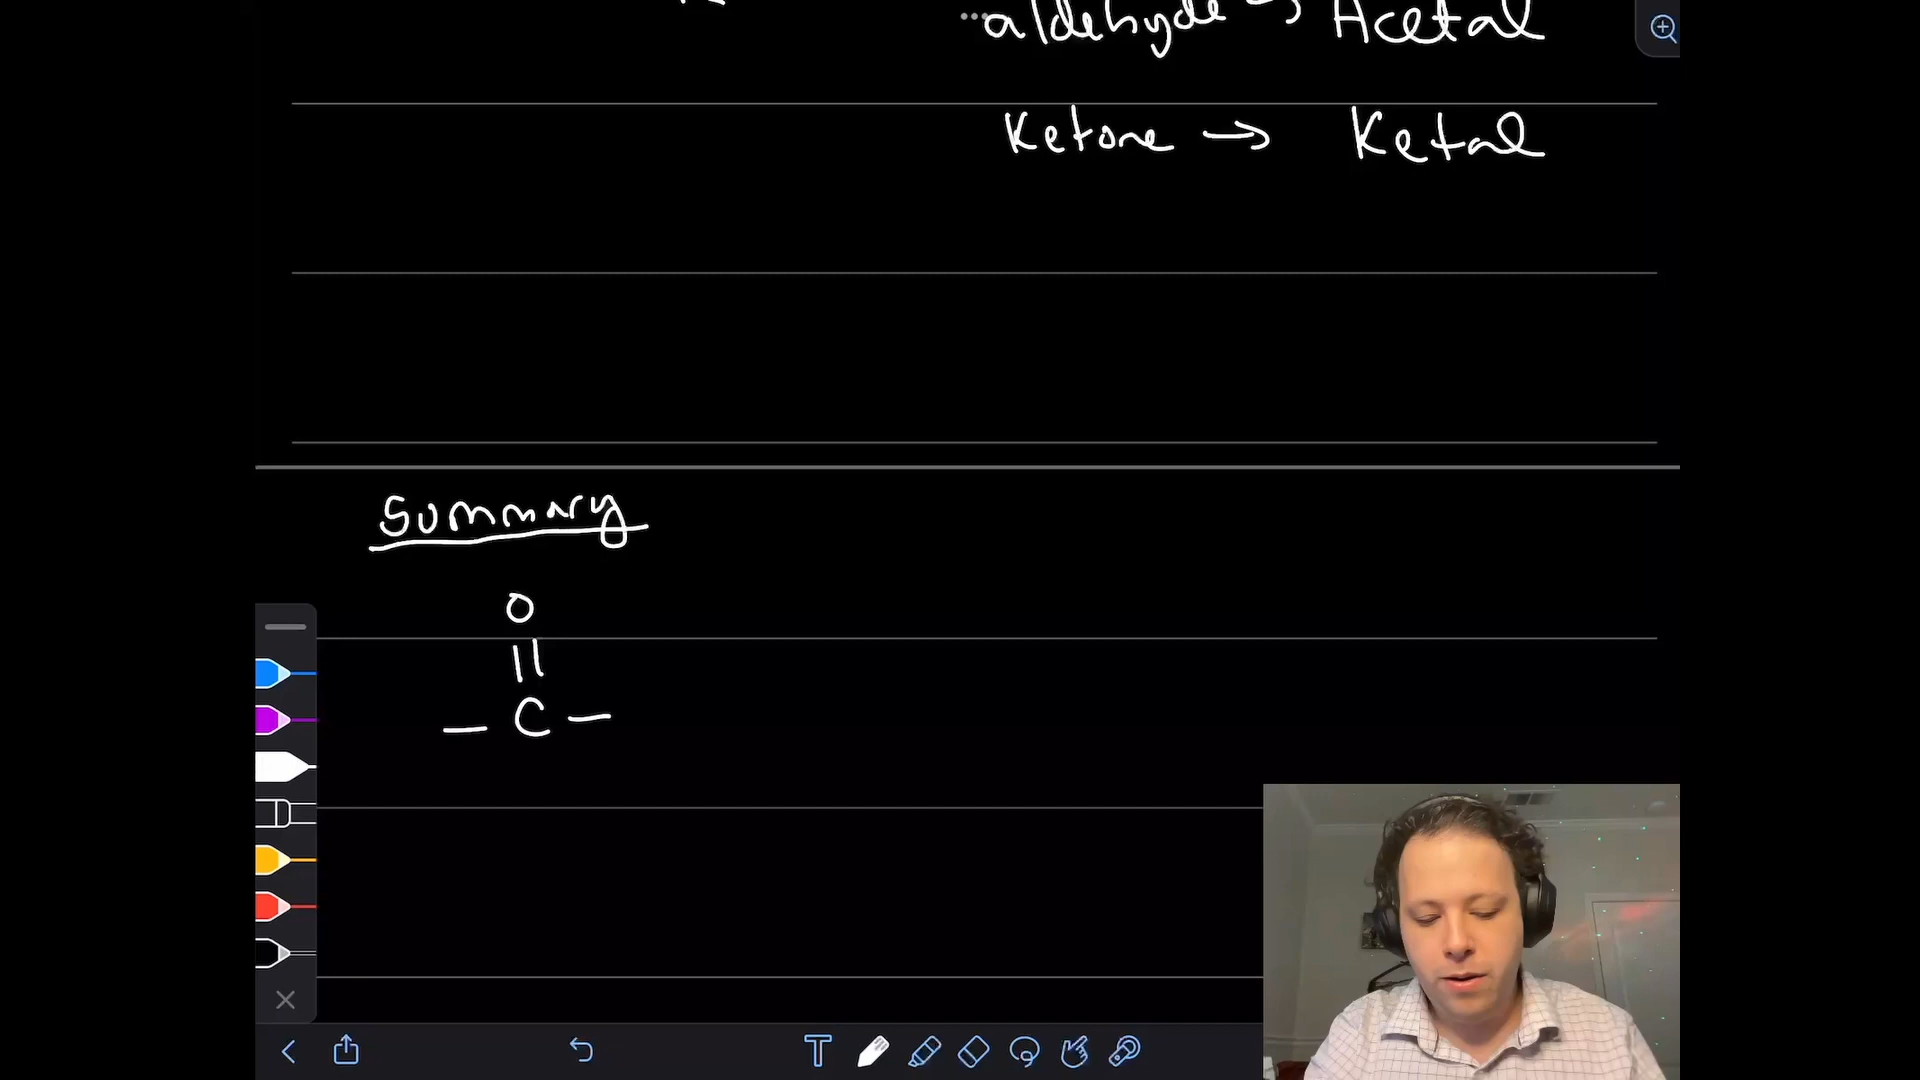 aldehyde → Acetal
Ketone → Ketal
Summary
O
||
— C —
T